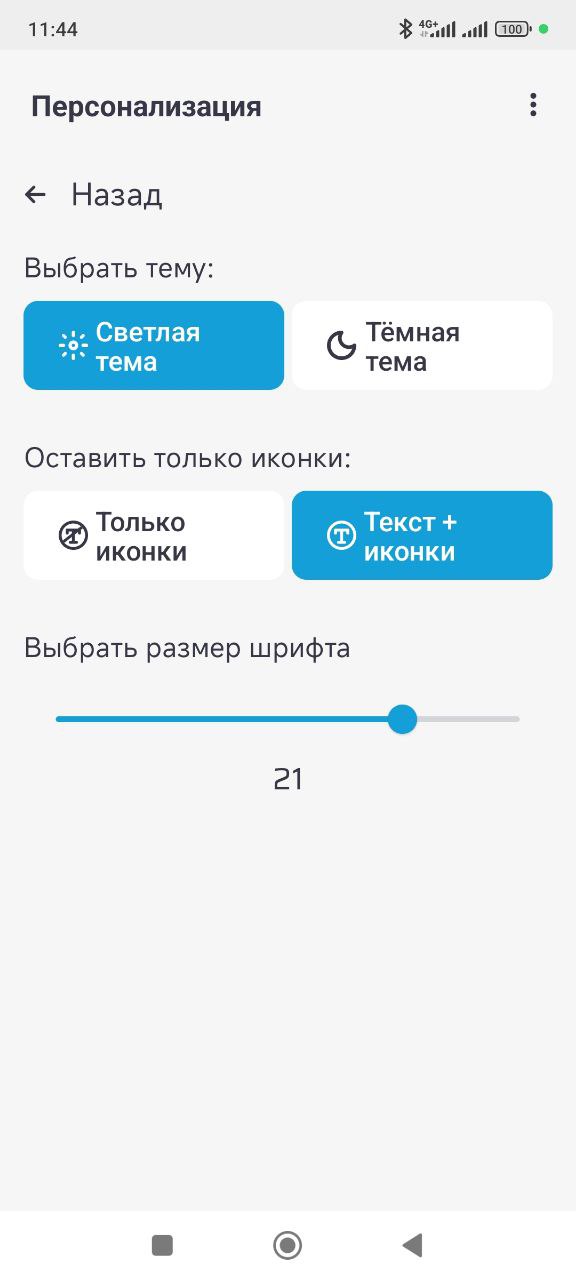 11:44
4G+
100
Персонализация
Назад
Выбрать тему:
Светлая
тема
Тёмная
тема
Оставить только иконки:
Только
иконки
Текст +
иконки
Выбрать размер шрифта
21